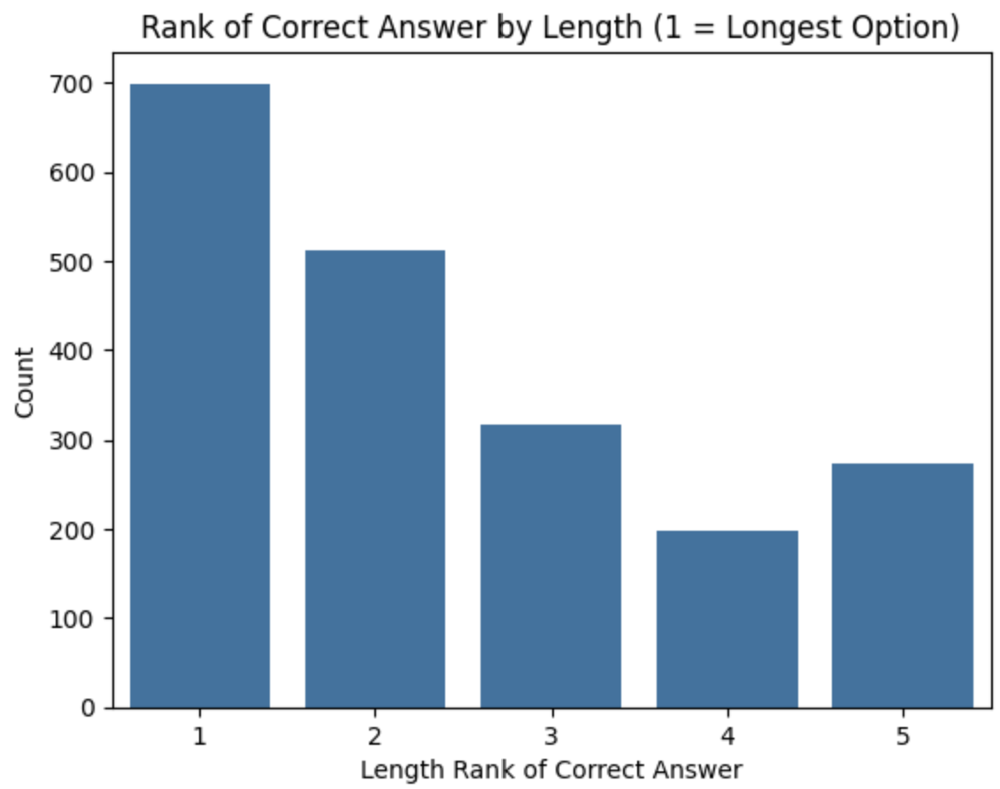 Rank of Correct Answer by Length (1 = Longest Option)
700
600
500
400
300
200
100
0
Count
1 2 3 4 5
Length Rank of Correct Answer